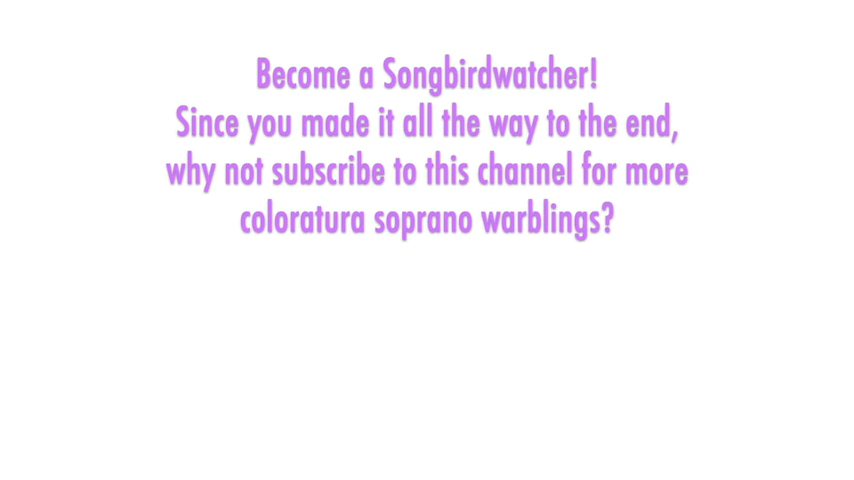 Become a Songbirdwatcher!
Since you made it all the way to the end,
why not subscribe to this channel for more
coloratura soprano warblings?